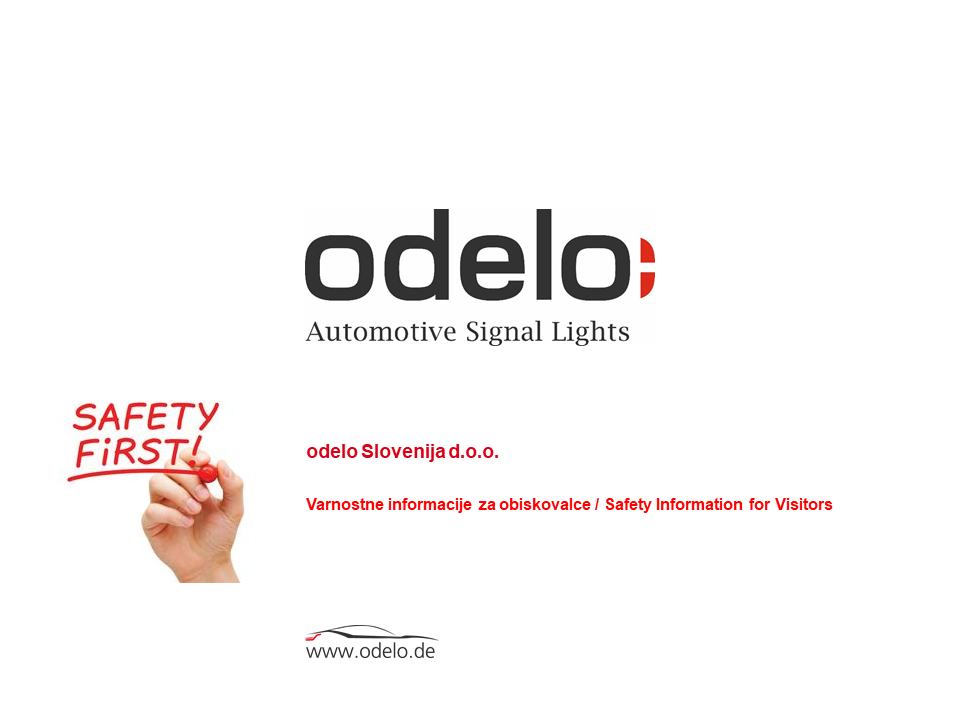 odelo
Automotive Signal Lights
SAFETY
FiRST!
odelo Slovenija d.o.o.
Varnostne informacije za obiskovalce / Safety Information for Visitors
www.odelo.de